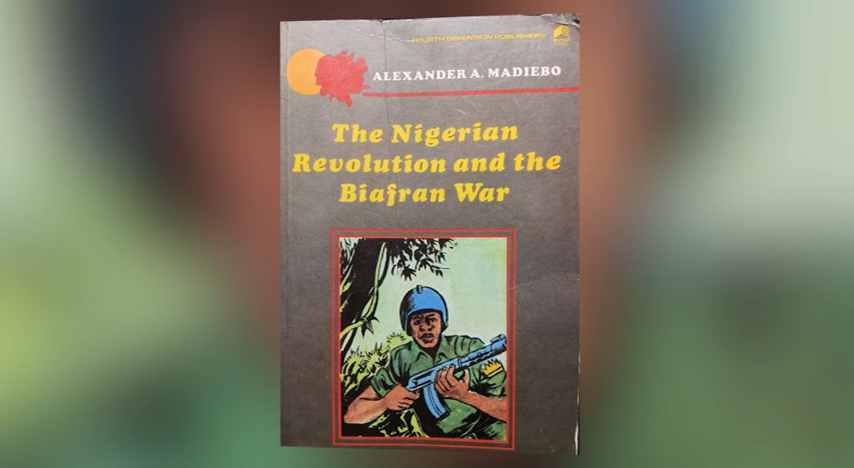 FOURTH DIMENSION PUBLISHERS
ALEXANDER A. MADIEBO
The Nigerian
Revolution and the
Biafran War